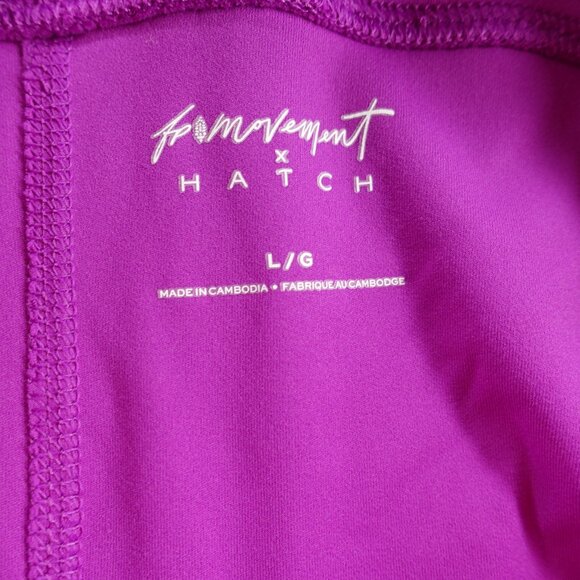 fp movement
x
HATCH
L/G
MADE IN CAMBODIA • FABRIQUE AU CAMBODGE